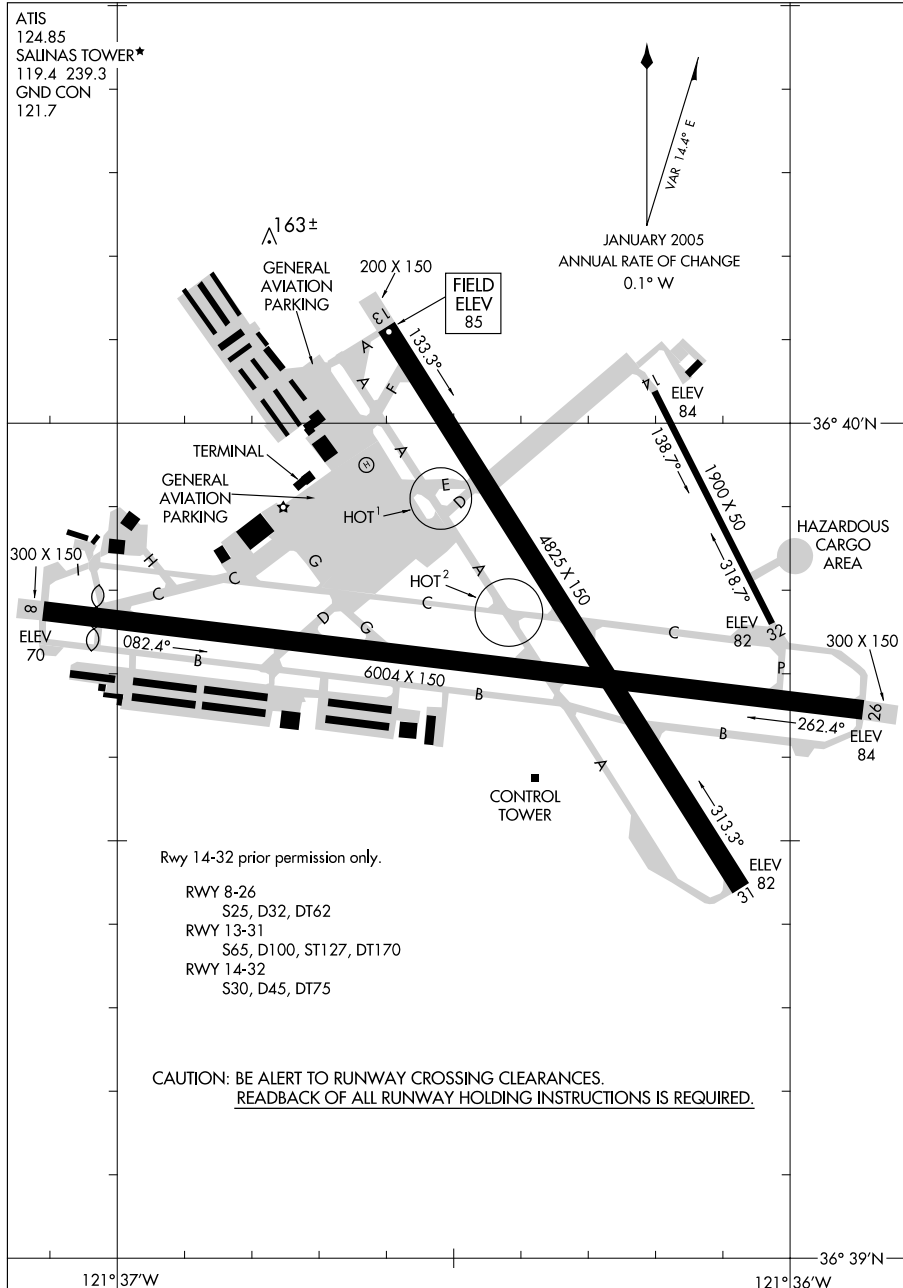 ATIS
124.85
SALINAS TOWER★
119.4 239.3
GND CON
121.7
VAR 14.4° E
JANUARY 2005
ANNUAL RATE OF CHANGE
0.1° W
163±
GENERAL
AVIATION
PARKING
200 X 150
FIELD
ELEV
85
13
133.3°
A
A
F
A
14
ELEV
84
36° 40'N
138.7°
1900 X 50
318.7°
TERMINAL
H
GENERAL
AVIATION
PARKING
HOT1
E
D
4825 X 150
HAZARDOUS
CARGO
AREA
300 X 150
H
C
C
G
HOT2
A
C
C
ELEV
82
32
300 X 150
8
ELEV
70
082.4°
B
D
G
6004 X 150
B
P
26
262.4°
ELEV
84
B
A
CONTROL
TOWER
313.3°
ELEV
82
31
Rwy 14-32 prior permission only.
RWY 8-26
S25, D32, DT62
RWY 13-31
S65, D100, ST127, DT170
RWY 14-32
S30, D45, DT75
CAUTION: BE ALERT TO RUNWAY CROSSING CLEARANCES.
READBACK OF ALL RUNWAY HOLDING INSTRUCTIONS IS REQUIRED.
36° 39'N
121° 37'W
121° 36'W